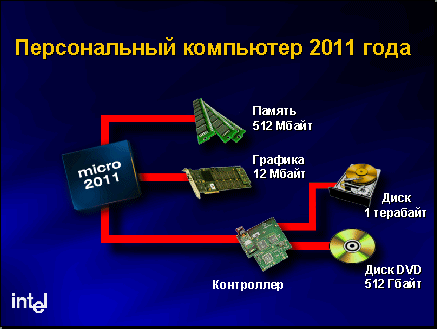 Персональный компьютер 2011 года
Память
512 Мбайт
micro
2011
Графика
12 Мбайт
Диск
1 терабайт
Контроллер
Диск DVD
512 Гбайт
intel